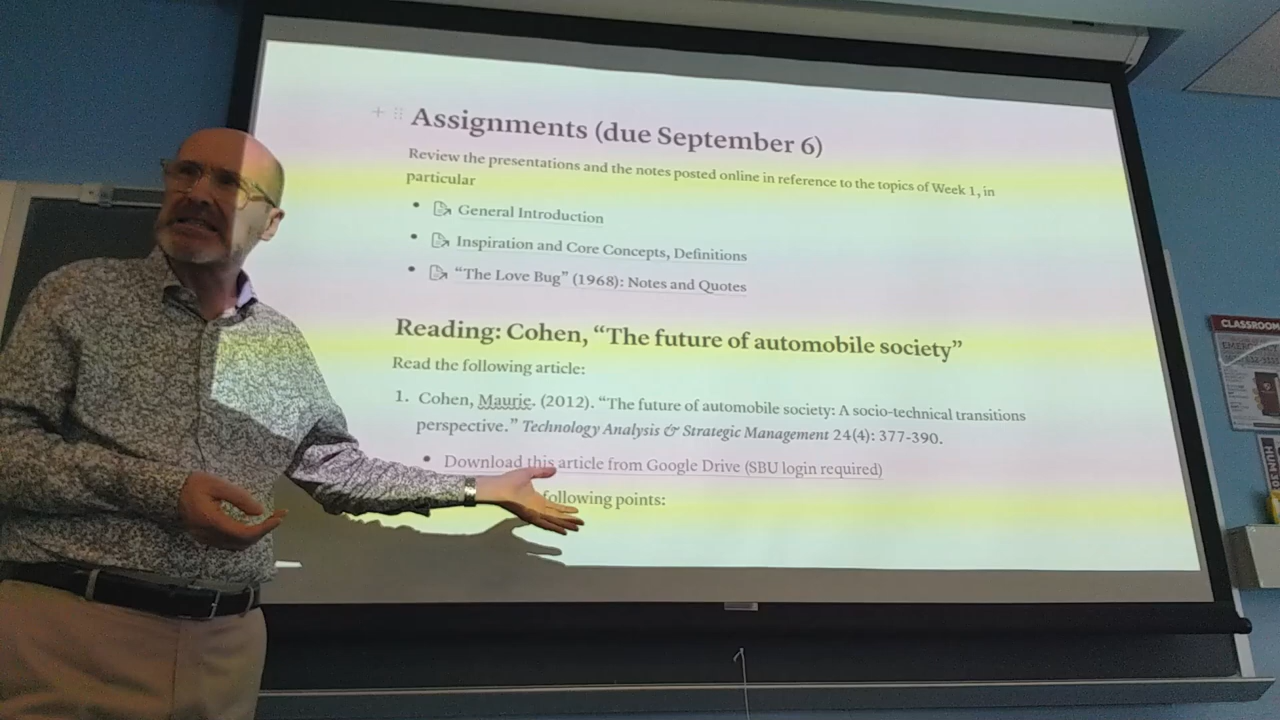 Assignments (due September 6)
Review the presentations and the notes posted online in reference to the topics of Week 1, in
particular
• General Introduction
• Inspiration and Core Concepts, Definitions
• “The Love Bug” (1968): Notes and Quotes
Reading: Cohen, “The future of automobile society”
Read the following article:
1. Cohen, Maurie. (2012). “The future of automobile society: A socio-technical transitions
perspective.” Technology Analysis & Strategic Management 24(4): 377-390.
• Download this article from Google Drive (SBU login required)
following points:
CLASSROOM